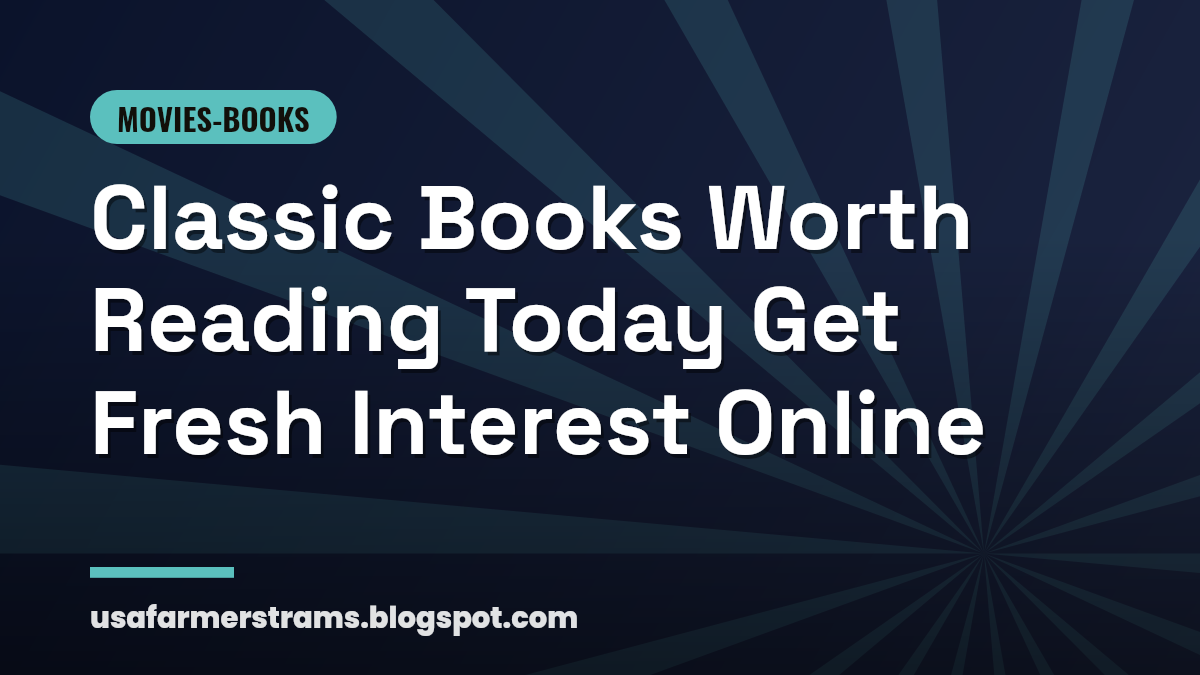 MOVIES-BOOKS
Classic Books Worth
Reading Today Get
Fresh Interest Online
usafarmerstrams.blogspot.com